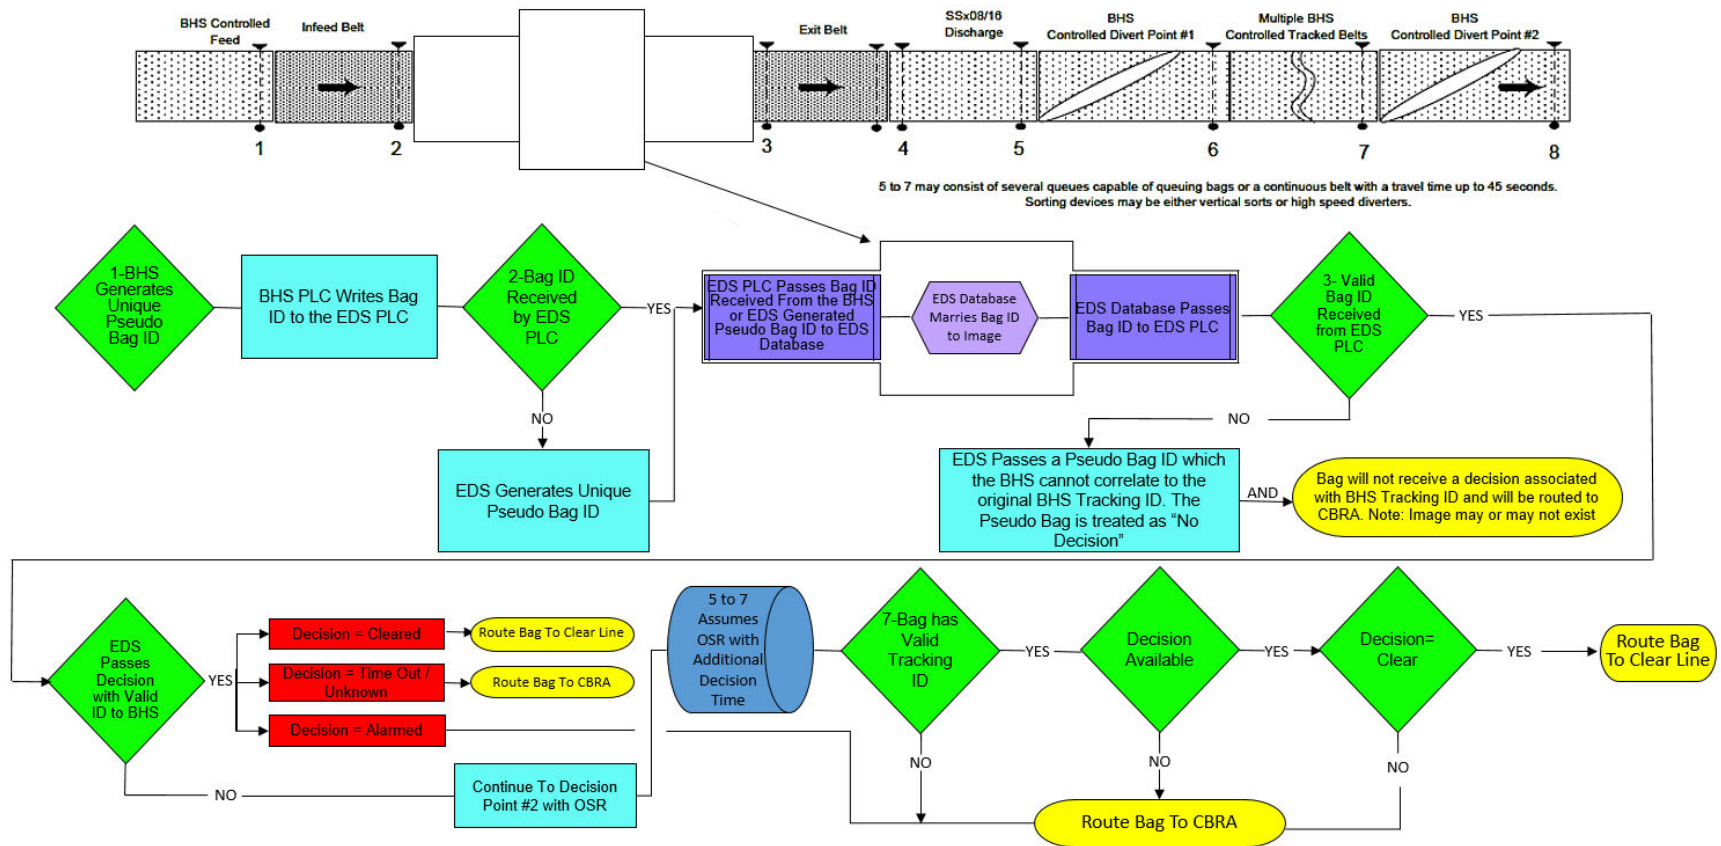 BHS Controlled
Feed
Infeed Belt
Exit Belt
SSx08/16
Discharge
BHS
Controlled Divert Point #1
Multiple BHS
Controlled Tracked Belts
BHS
Controlled Divert Point #2
1
2
3
4
5
6
7
8
5 to 7 may consist of several queues capable of queuing bags or a continuous belt with a travel time up to 45 seconds.
Sorting devices may be either vertical sorts or high speed diverters.
1-BHS
Generates
Unique
Pseudo
Bag ID
BHS PLC Writes Bag
ID to the EDS PLC
2-Bag ID
Received
by EDS
PLC
YES
NO
EDS Generates Unique
Pseudo Bag ID
EDS PLC Passes Bag ID
Received From the BHS
or EDS Generated
Pseudo Bag ID to EDS
Database
EDS Database
Marries Bag ID
to Image
EDS Database Passes
Bag ID to EDS PLC
3- Valid
Bag ID
Received
from EDS
PLC
YES
NO
EDS Passes a Pseudo Bag ID which
the BHS cannot correlate to the
original BHS Tracking ID. The
Pseudo Bag is treated as “No
Decision”
AND
Bag will not receive a decision associated
with BHS Tracking ID and will be routed to
CBRA. Note: Image may or may not exist
EDS
Passes
Decision
with Valid
ID to BHS
YES
Decision = Cleared
Route Bag To Clear Line
Decision = Time Out /
Unknown
Route Bag To CBRA
Decision = Alarmed
NO
Continue To Decision
Point #2 with OSR
5 to 7
Assumes
OSR with
Additional
Decision
Time
7-Bag has
Valid
Tracking
ID
YES
Decision
Available
YES
Decision=
Clear
YES
Route Bag
To Clear Line
NO
NO
NO
Route Bag To CBRA